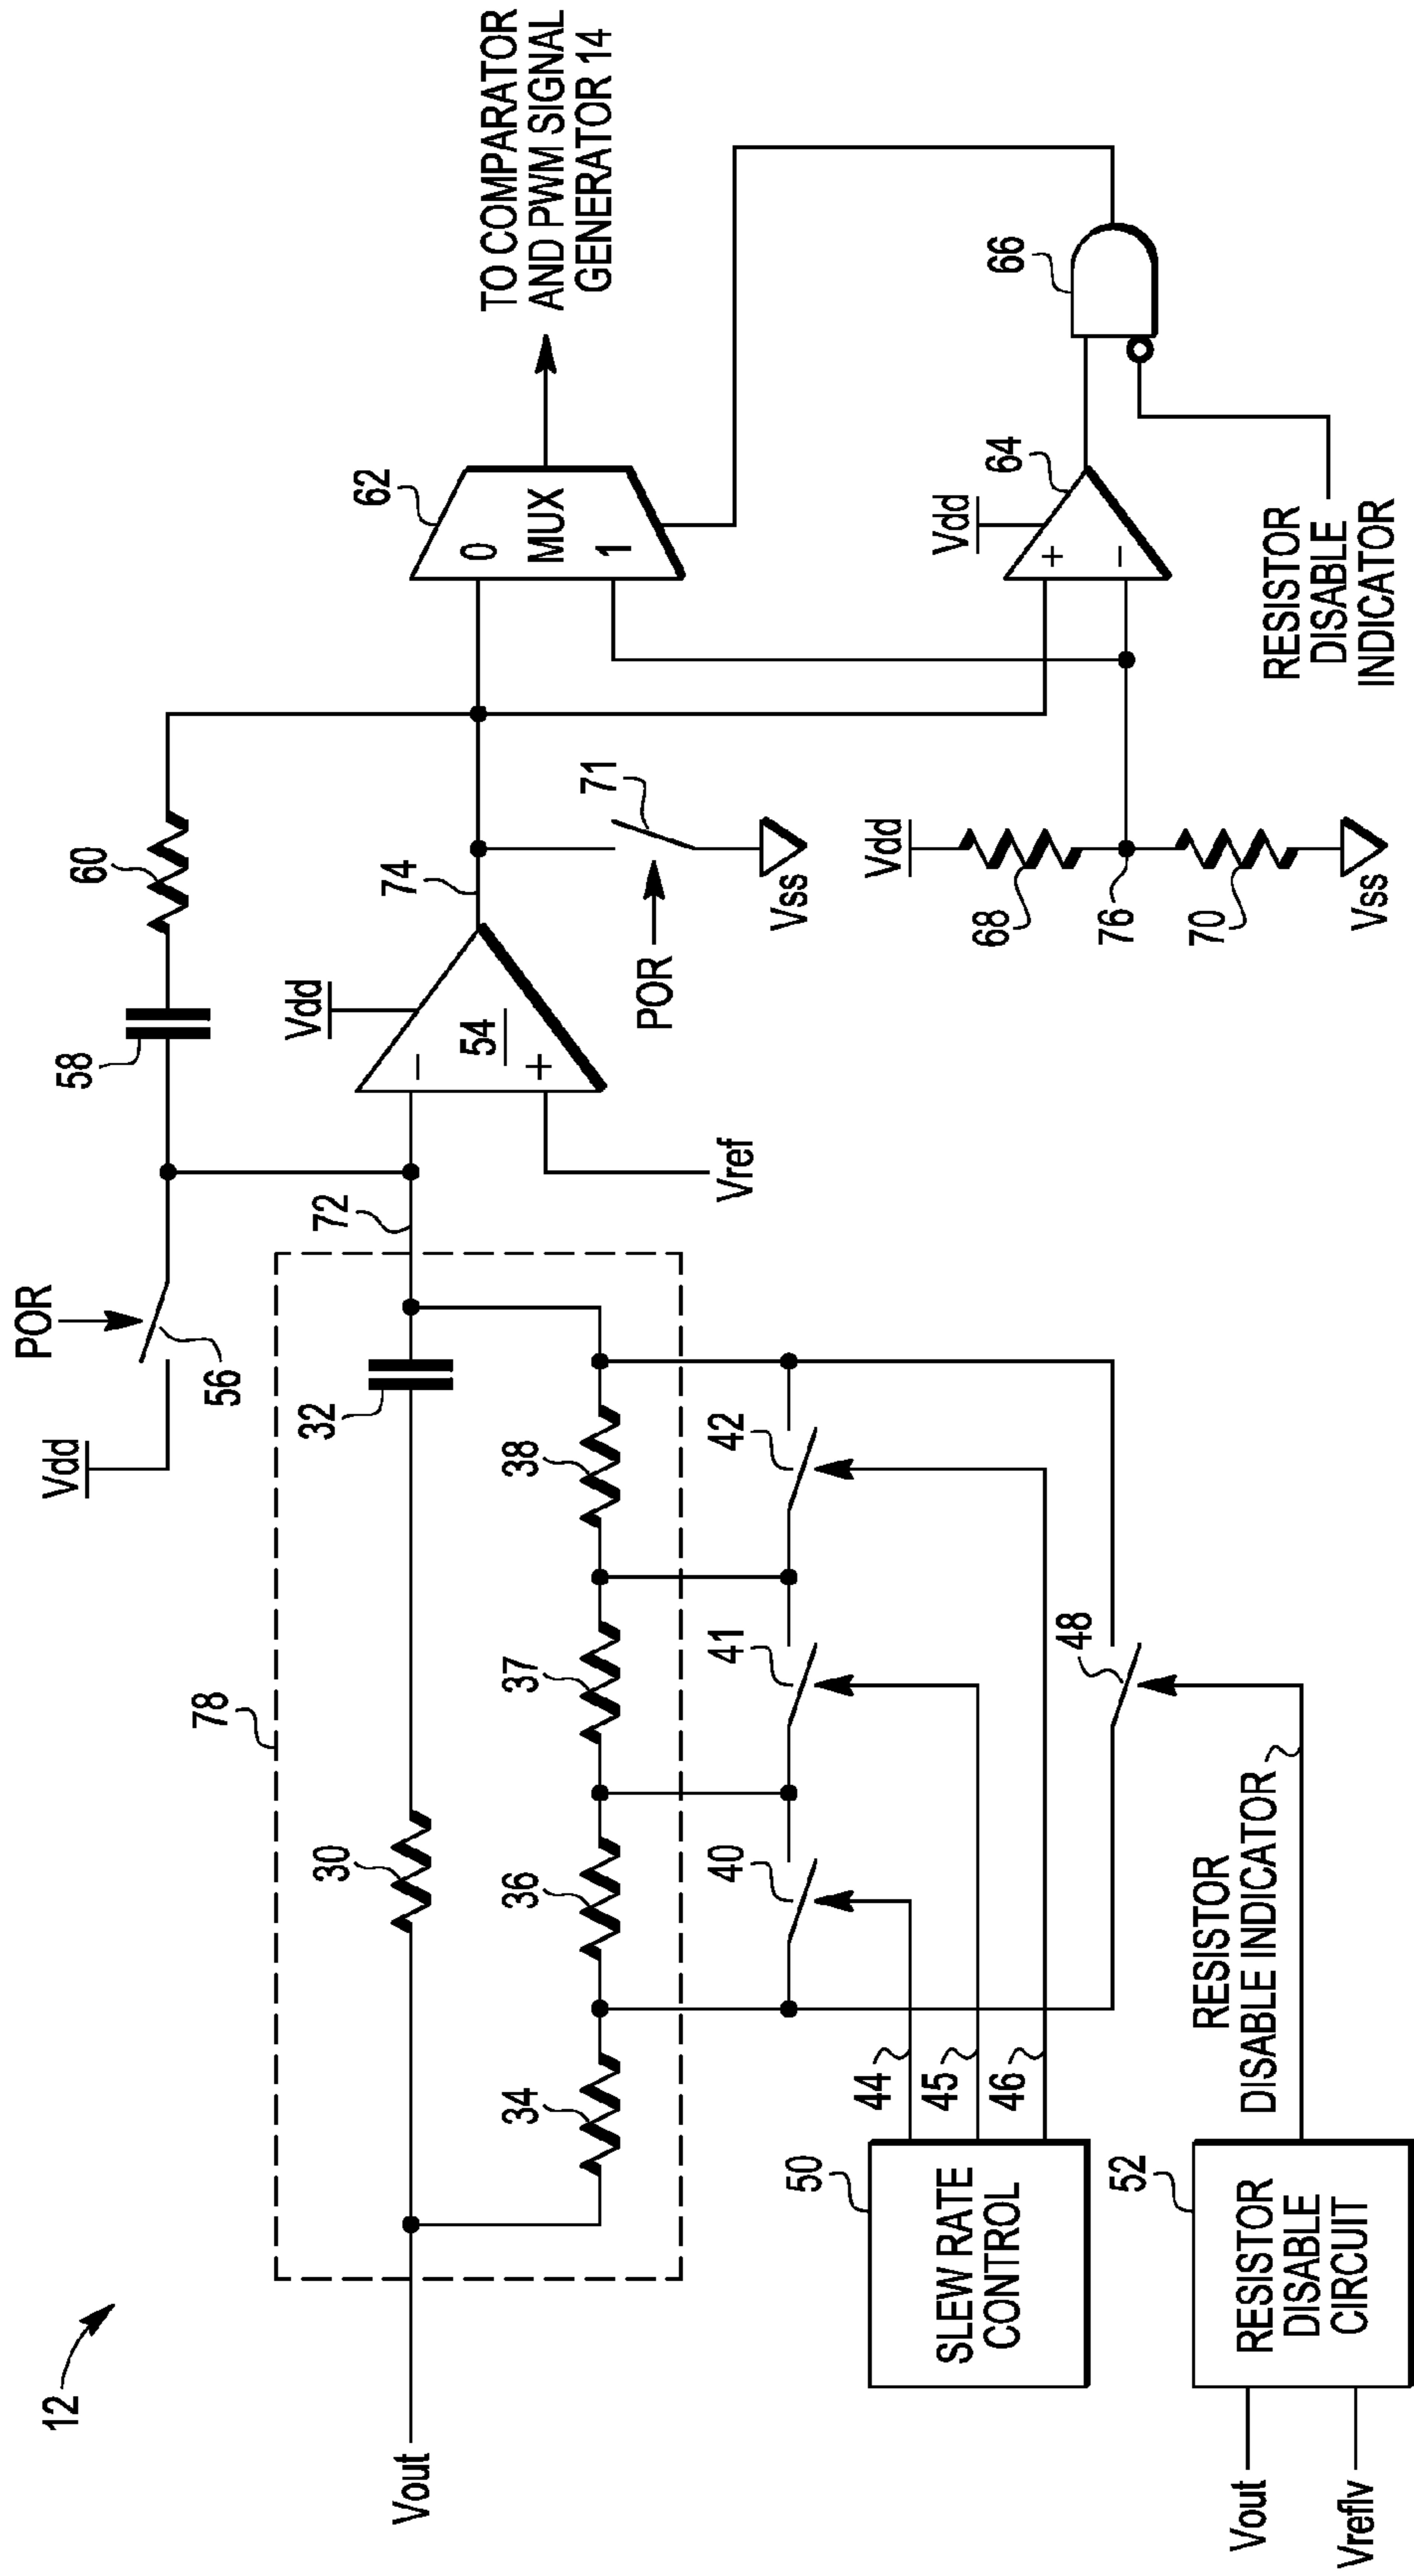 12
POR
Vdd
56
58
60
TO COMPARATOR
AND PWM SIGNAL
GENERATOR 14
78
72
Vdd
74
62
30
32
−
54
+
0
MUX
1
Vout
34
36
37
38
Vref
POR
71
Vss
40
41
42
44
45
46
50
SLEW RATE
CONTROL
48
Vdd
68
76
70
Vss
Vdd
64
+
−
66
52
RESISTOR
DISABLE
CIRCUIT
RESISTOR
DISABLE INDICATOR
RESISTOR
DISABLE
INDICATOR
Vout
Vreflv